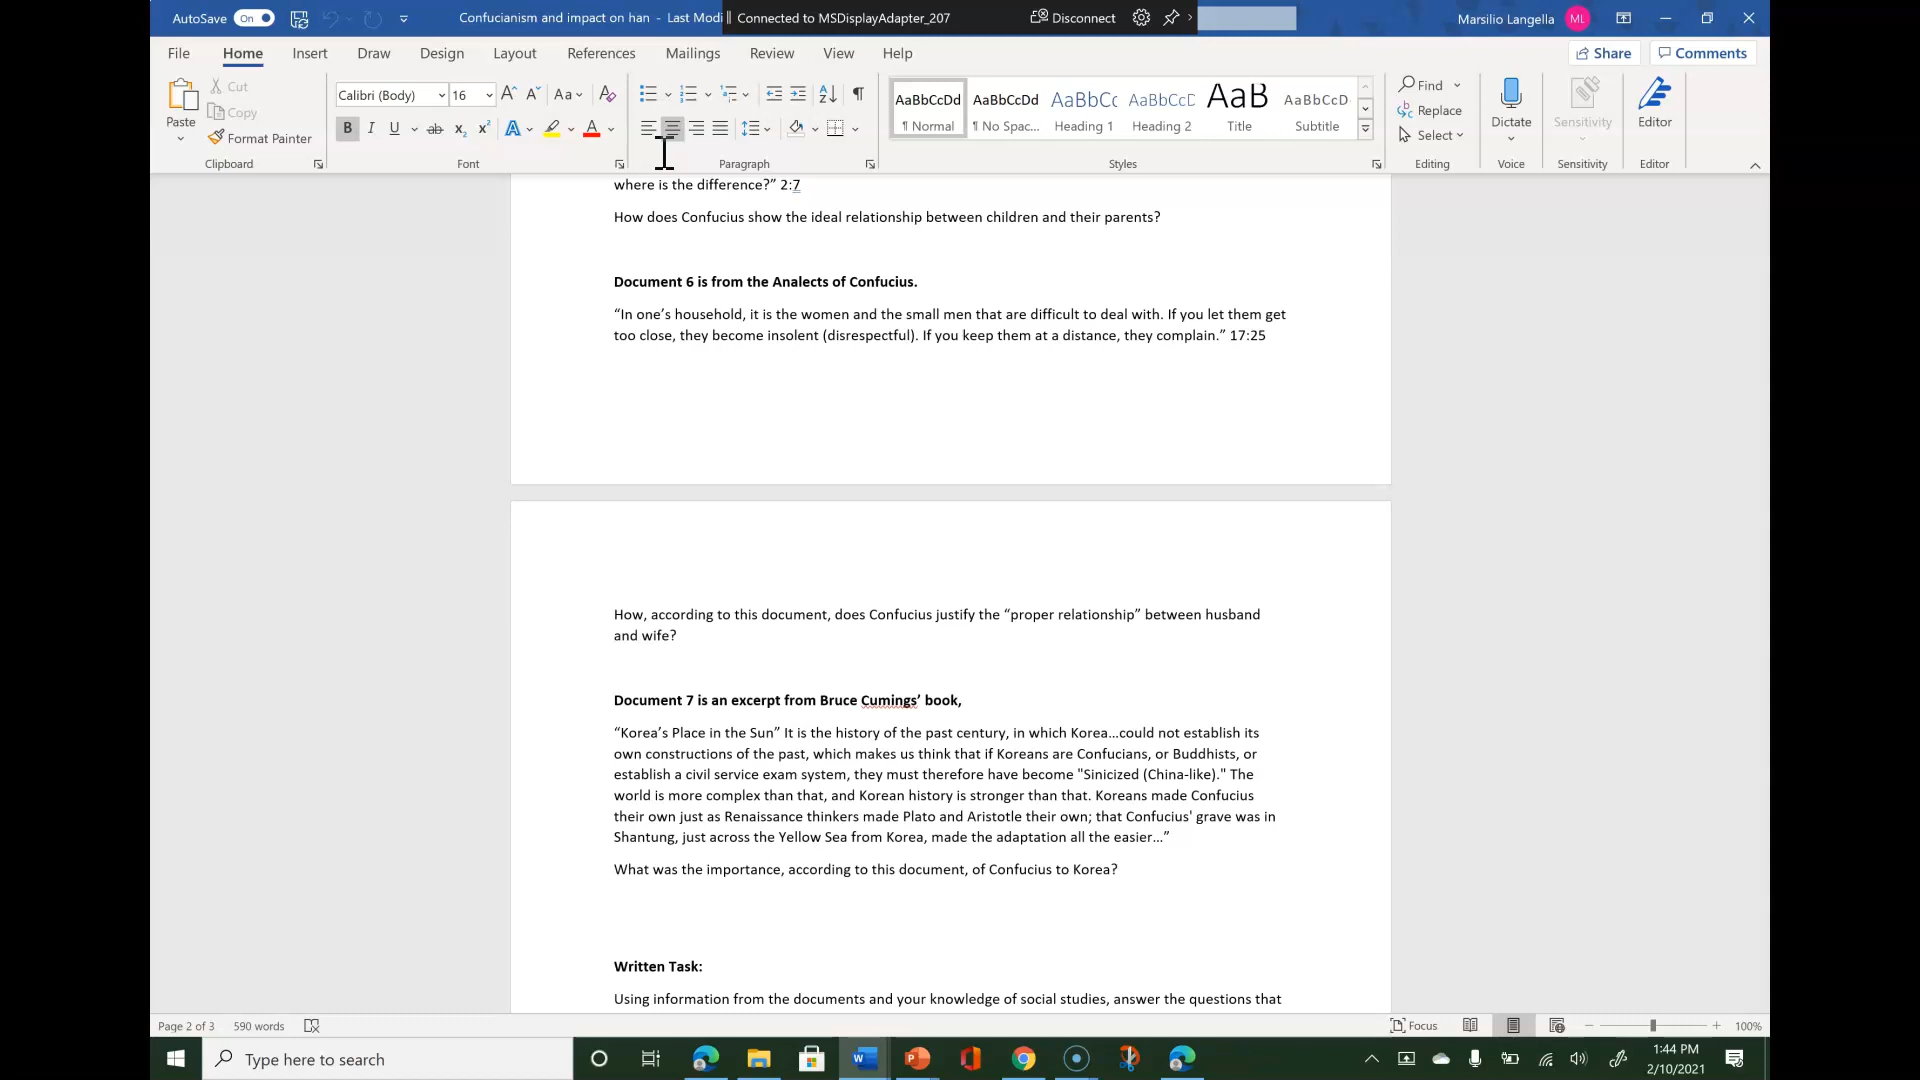 AutoSave On Confucianism and impact on han - Last Modi Connected to MSDisplayAdapter_207 Disconnect Marsilio Langella ML
File Home Insert Draw Design Layout References Mailings Review View Help Share Comments
Paste Cut Copy Format Painter
Calibri (Body) 16
AaBbCcDd AaBbCcDd AaBbCc AaBbCcD AaB AaBbCcD
¶ Normal ¶ No Spac... Heading 1 Heading 2 Title Subtitle
Find Replace Select
Dictate Sensitivity Editor
Clipboard Font Paragraph Styles Editing Voice Sensitivity Editor
where is the difference?” 2:7
How does Confucius show the ideal relationship between children and their parents?
Document 6 is from the Analects of Confucius.
“In one’s household, it is the women and the small men that are difficult to deal with. If you let them get
too close, they become insolent (disrespectful). If you keep them at a distance, they complain.” 17:25
How, according to this document, does Confucius justify the “proper relationship” between husband
and wife?
Document 7 is an excerpt from Bruce Cumings’ book,
“Korea’s Place in the Sun” It is the history of the past century, in which Korea…could not establish its
own constructions of the past, which makes us think that if Koreans are Confucians, or Buddhists, or
establish a civil service exam system, they must therefore have become "Sinicized (China-like)." The
world is more complex than that, and Korean history is stronger than that. Koreans made Confucius
their own just as Renaissance thinkers made Plato and Aristotle their own; that Confucius' grave was in
Shantung, just across the Yellow Sea from Korea, made the adaptation all the easier…”
What was the importance, according to this document, of Confucius to Korea?
Written Task:
Using information from the documents and your knowledge of social studies, answer the questions that
Page 2 of 3 590 words Focus 100%
Type here to search 1:44 PM
2/10/2021